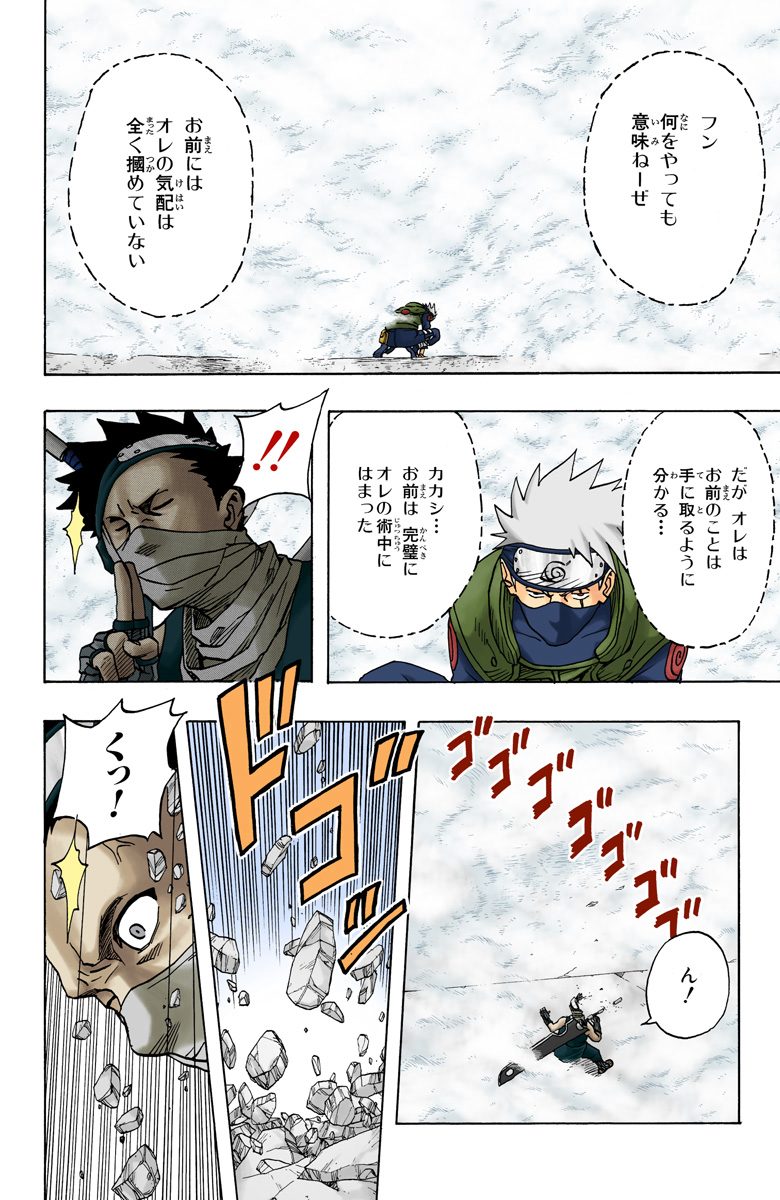 フン
何をやっても
意味ねーぜ
お前には
オレの気配は
全く摑めていない
だが オレは
お前のことは
手に取るように
分かる…
カカシ…
お前は 完璧に
オレの術中に
はまった
!!
ゴゴゴゴゴゴゴ
ん!
ドゴゴン
くっ!